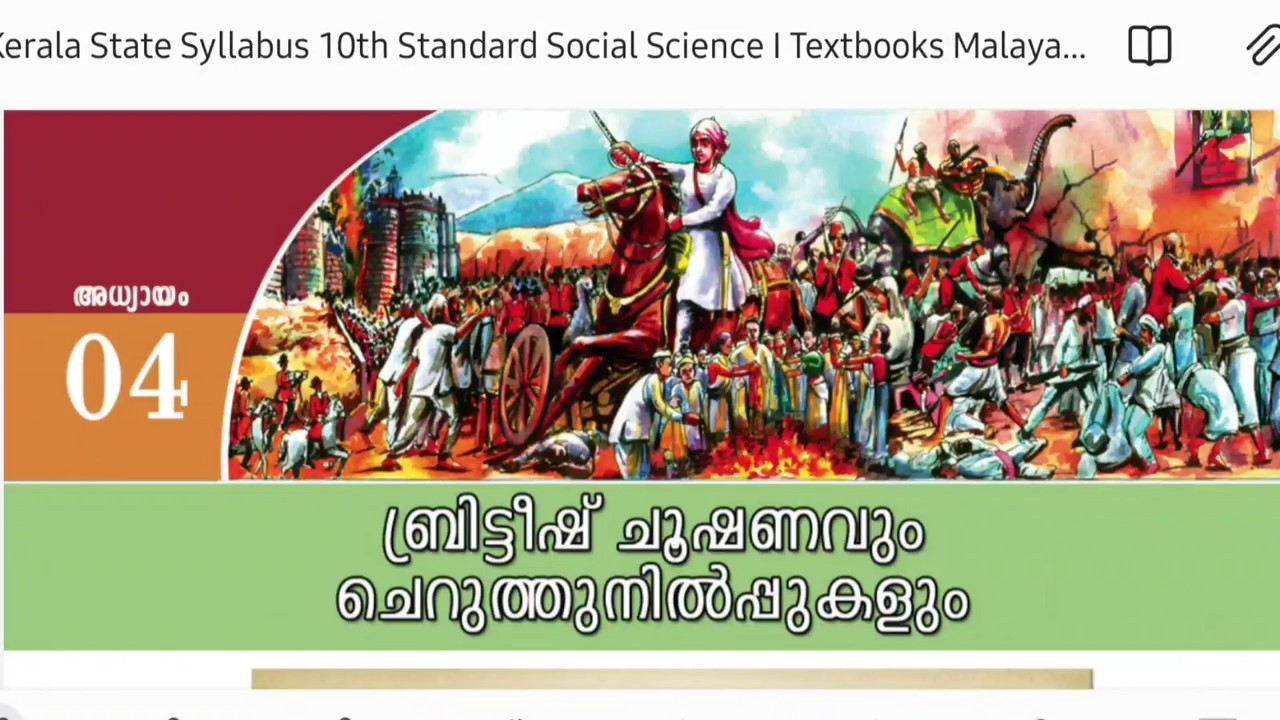 Kerala State Syllabus 10th Standard Social Science I Textbooks Malaya...
അധ്യായം
04
ബ്രിട്ടീഷ് ചൂഷണവും
ചെറുത്തുനിൽപ്പുകളും